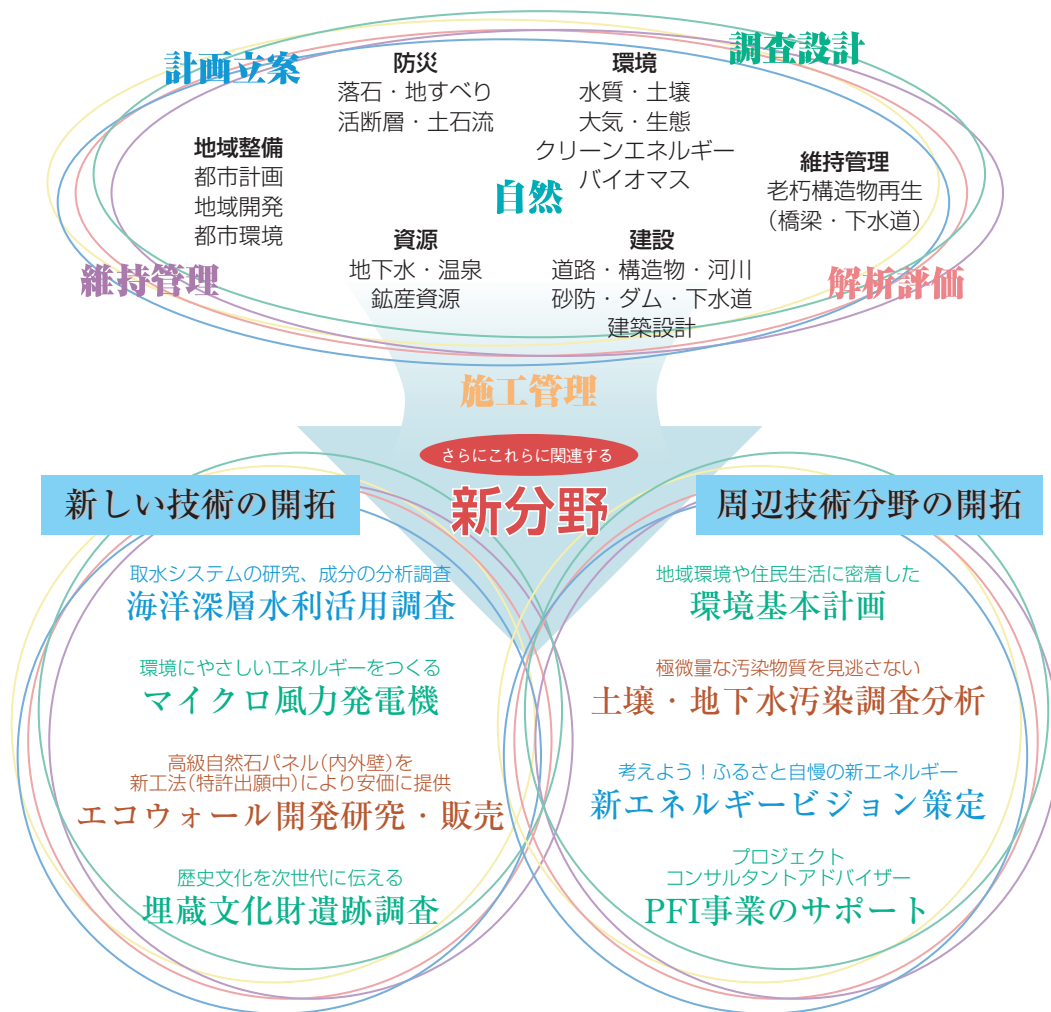 計画立案
調査設計
防災
落石・地すべり
活断層・土石流
環境
水質・土壌
大気・生態
クリーンエネルギー
バイオマス
地域整備
都市計画
地域開発
都市環境
自然
維持管理
老朽構造物再生
（橋梁・下水道）
資源
地下水・温泉
鉱産資源
建設
道路・構造物・河川
砂防・ダム・下水道
建築設計
維持管理
解析評価
施工管理
さらにこれらに関連する
新分野
新しい技術の開拓
取水システムの研究、成分の分析調査
海洋深層水利活用調査
環境にやさしいエネルギーをつくる
マイクロ風力発電機
高級自然石パネル（内外壁）を
新工法（特許出願中）により安価に提供
エコウォール開発研究・販売
歴史文化を次世代に伝える
埋蔵文化財遺跡調査
周辺技術分野の開拓
地域環境や住民生活に密着した
環境基本計画
極微量な汚染物質を見逃さない
土壌・地下水汚染調査分析
考えよう！ふるさと自慢の新エネルギー
新エネルギービジョン策定
プロジェクト
コンサルタントアドバイザー
PFI事業のサポート